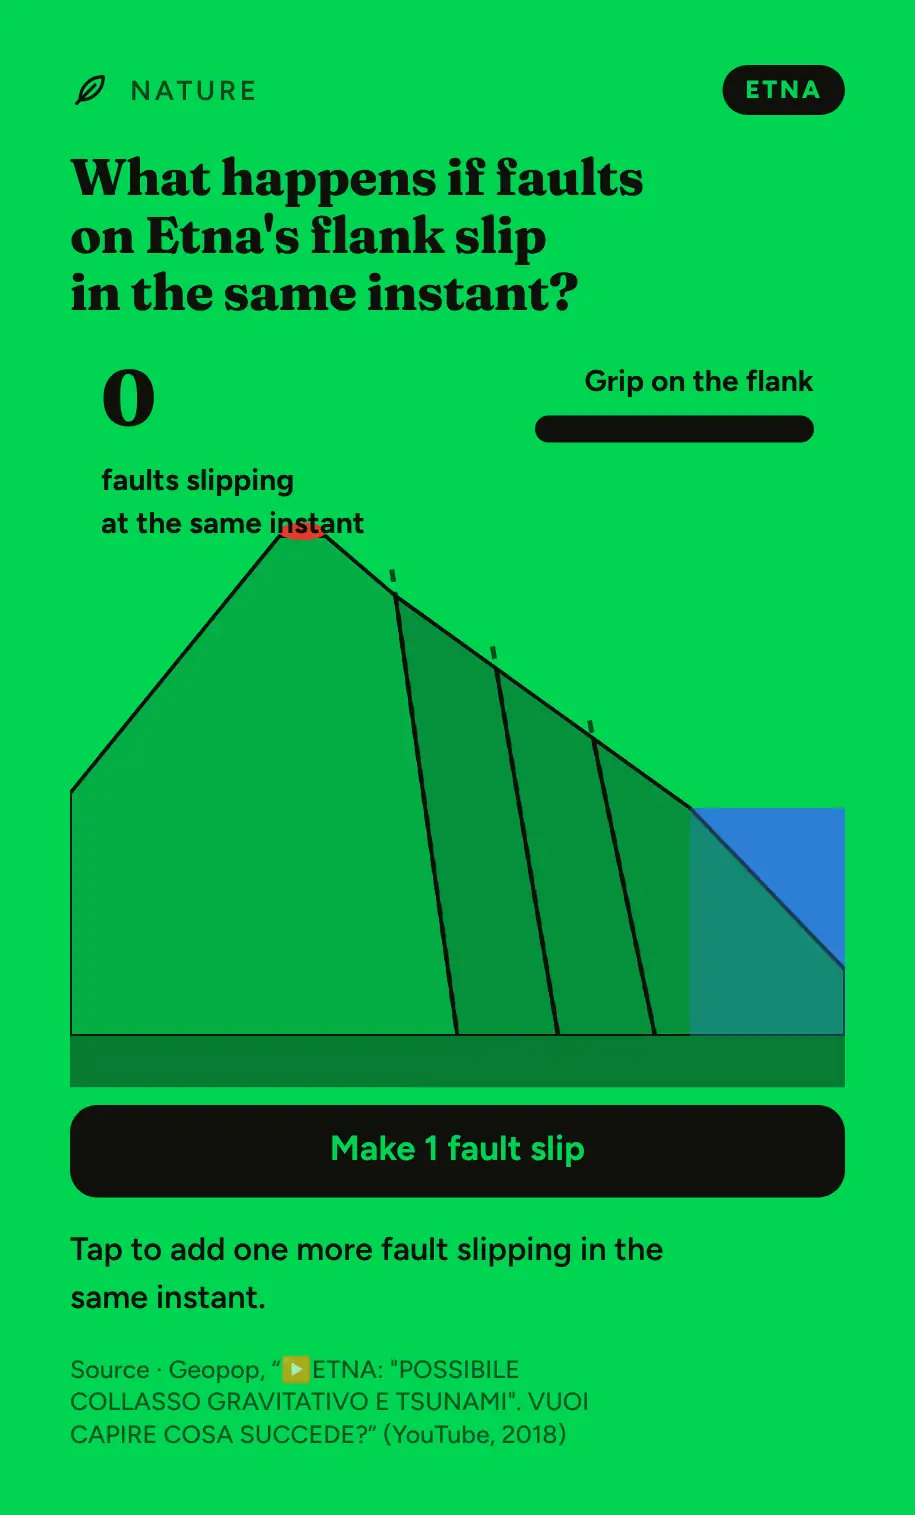 NATURE
ETNA
What happens if faults
on Etna's flank slip
in the same instant?
0
Grip on the flank
faults slipping
at the same instant
Make 1 fault slip
Tap to add one more fault slipping in the
same instant.
Source · Geopop, “▶️ETNA: "POSSIBILE
COLLASSO GRAVITATIVO E TSUNAMI". VUOI
CAPIRE COSA SUCCEDE?” (YouTube, 2018)